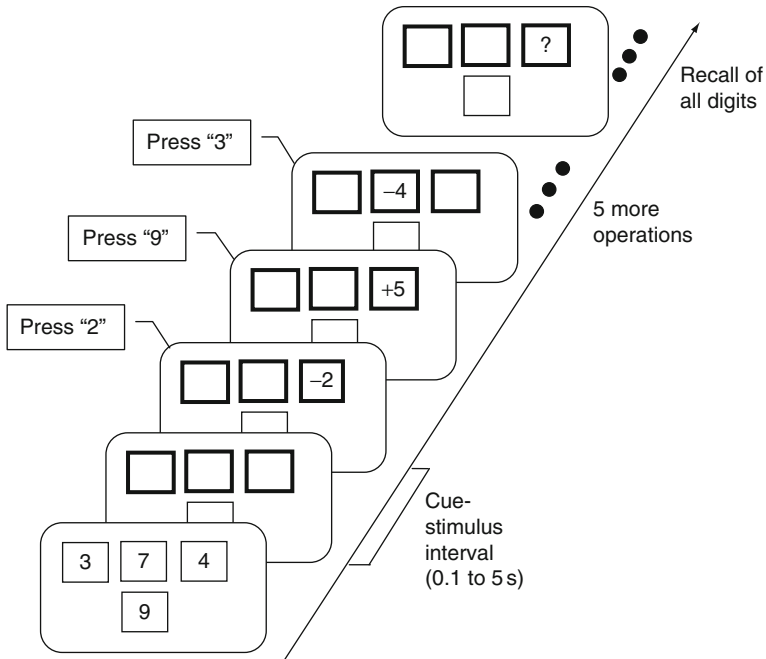 ?
Recall of
all digits
Press “3”
–4
5 more
operations
Press “9”
+5
Press “2”
–2
Cue-
stimulus
interval
(0.1 to 5 s)
3 7 4
9